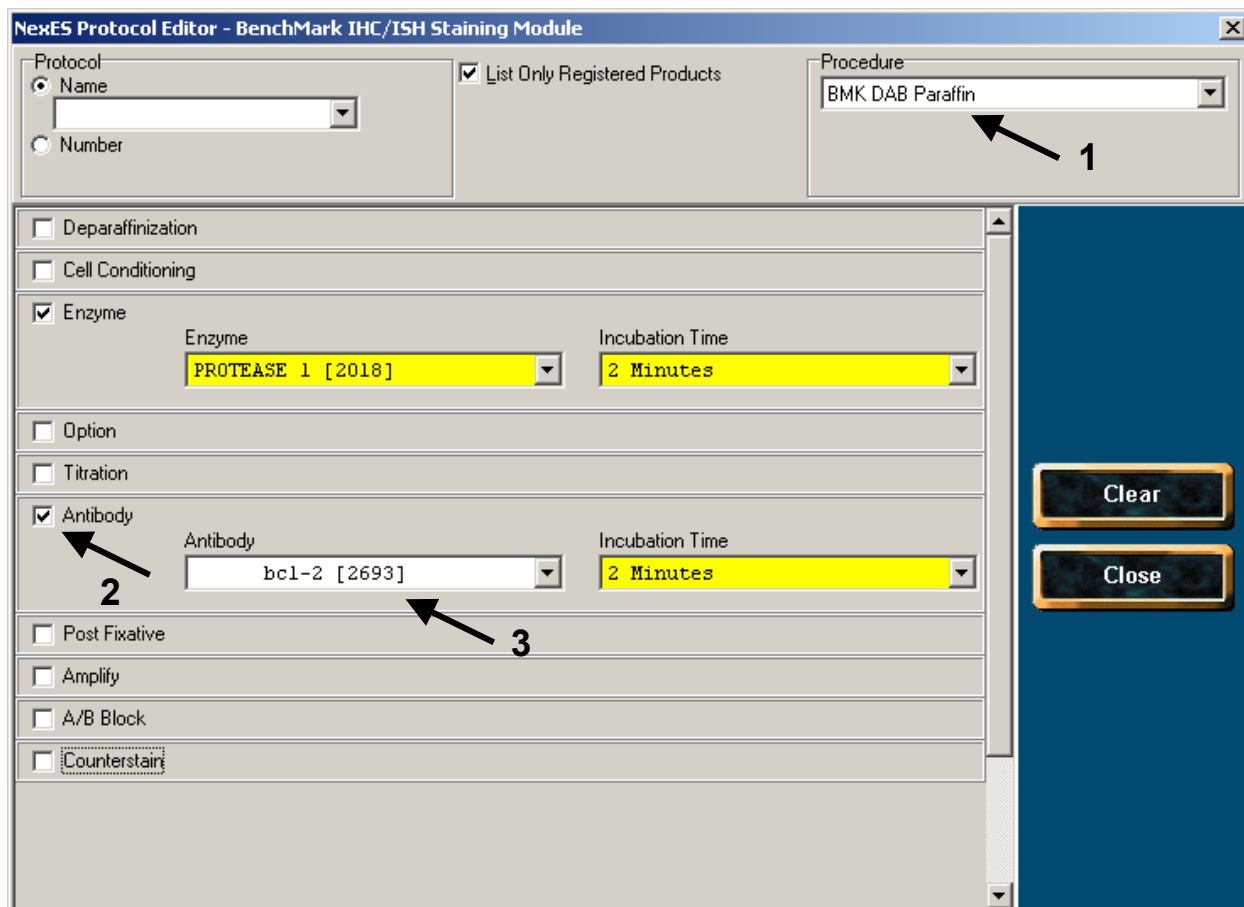 NexES Protocol Editor - BenchMark IHC/ISH Staining Module
Protocol
Name
Number
List Only Registered Products
Procedure
BMK DAB Paraffin
1
Deparaffinization
Cell Conditioning
Enzyme
Enzyme Incubation Time
PROTEASE 1 [2018] 2 Minutes
Option
Titration
Antibody
Antibody Incubation Time
bcl-2 [2693] 2 Minutes
2
3
Post Fixative
Amplify
A/B Block
Counterstain
Clear
Close